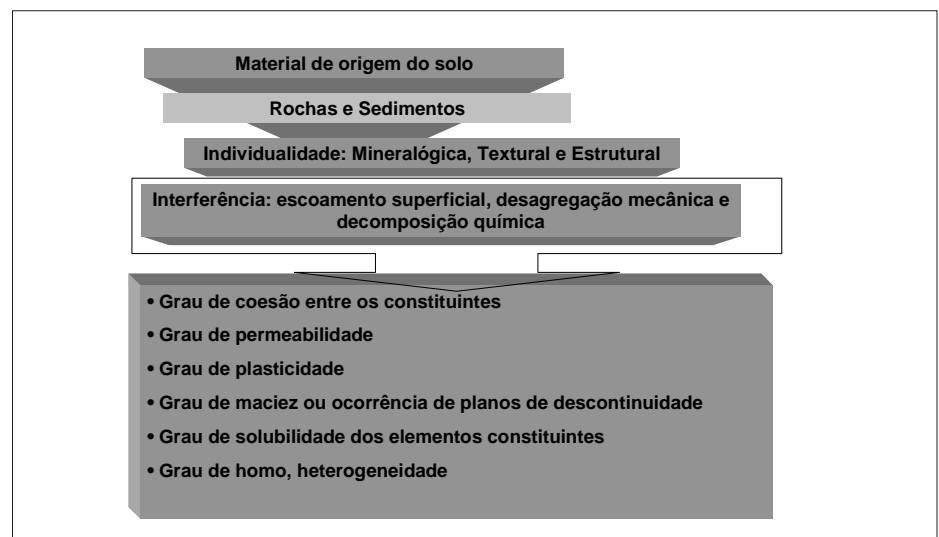 Material de origem do solo
Rochas e Sedimentos
Individualidade: Mineralógica, Textural e Estrutural
Interferência: escoamento superficial, desagregação mecânica e
decomposição química
• Grau de coesão entre os constituintes
• Grau de permeabilidade
• Grau de plasticidade
• Grau de maciez ou ocorrência de planos de descontinuidade
• Grau de solubilidade dos elementos constituintes
• Grau de homo, heterogeneidade